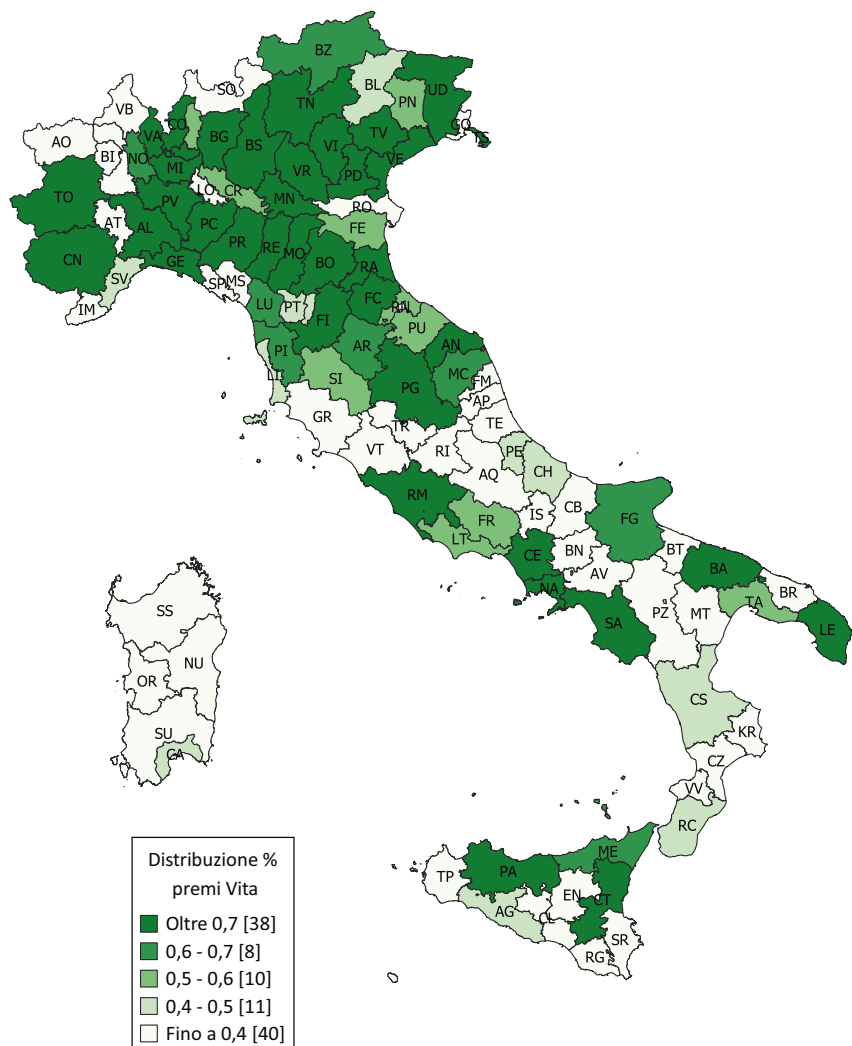 BZ
SO
BL
UD
VB
TN
PN
CO
GO
AO
VA
BG
TV
TS
BI
NO
BS
VI
MI
VR
PD
VE
TO
LO
CR
PV
MN
RO
AT
AL
PC
FE
PR
RE
MO
CN
GE
BO
RA
SV
SP
MS
FC
IM
LU
PT
RN
FI
PU
AR
AN
PI
LI
SI
MC
PG
FM
AP
GR
TR
TE
VT
RI
PE
AQ
CH
RM
CB
FR
IS
FG
LT
CE
BN
BT
AV
BA
NA
BR
TA
SS
PZ
MT
SA
LE
NU
OR
CS
SU
KR
CA
CZ
VV
RC
ME
TP
PA
EN
CT
AG
CL
SR
RG
Distribuzione %
premi Vita
Oltre 0,7 [38]
0,6 - 0,7 [8]
0,5 - 0,6 [10]
0,4 - 0,5 [11]
Fino a 0,4 [40]